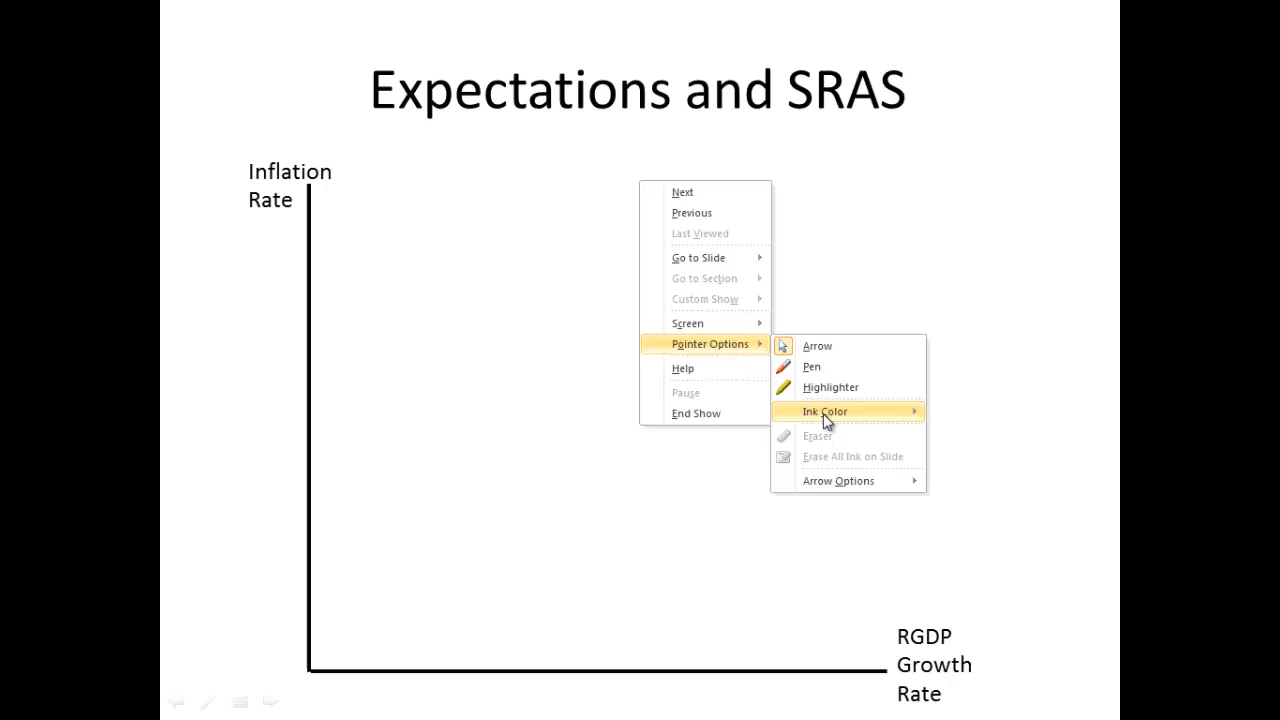 Expectations and SRAS
Inflation
Rate
Next
Previous
Last Viewed
Go to Slide
Go to Section
Custom Show
Screen
Pointer Options
Help
Pause
End Show
Arrow
Pen
Highlighter
Ink Color
Eraser
Erase All Ink on Slide
Arrow Options
RGDP
Growth
Rate